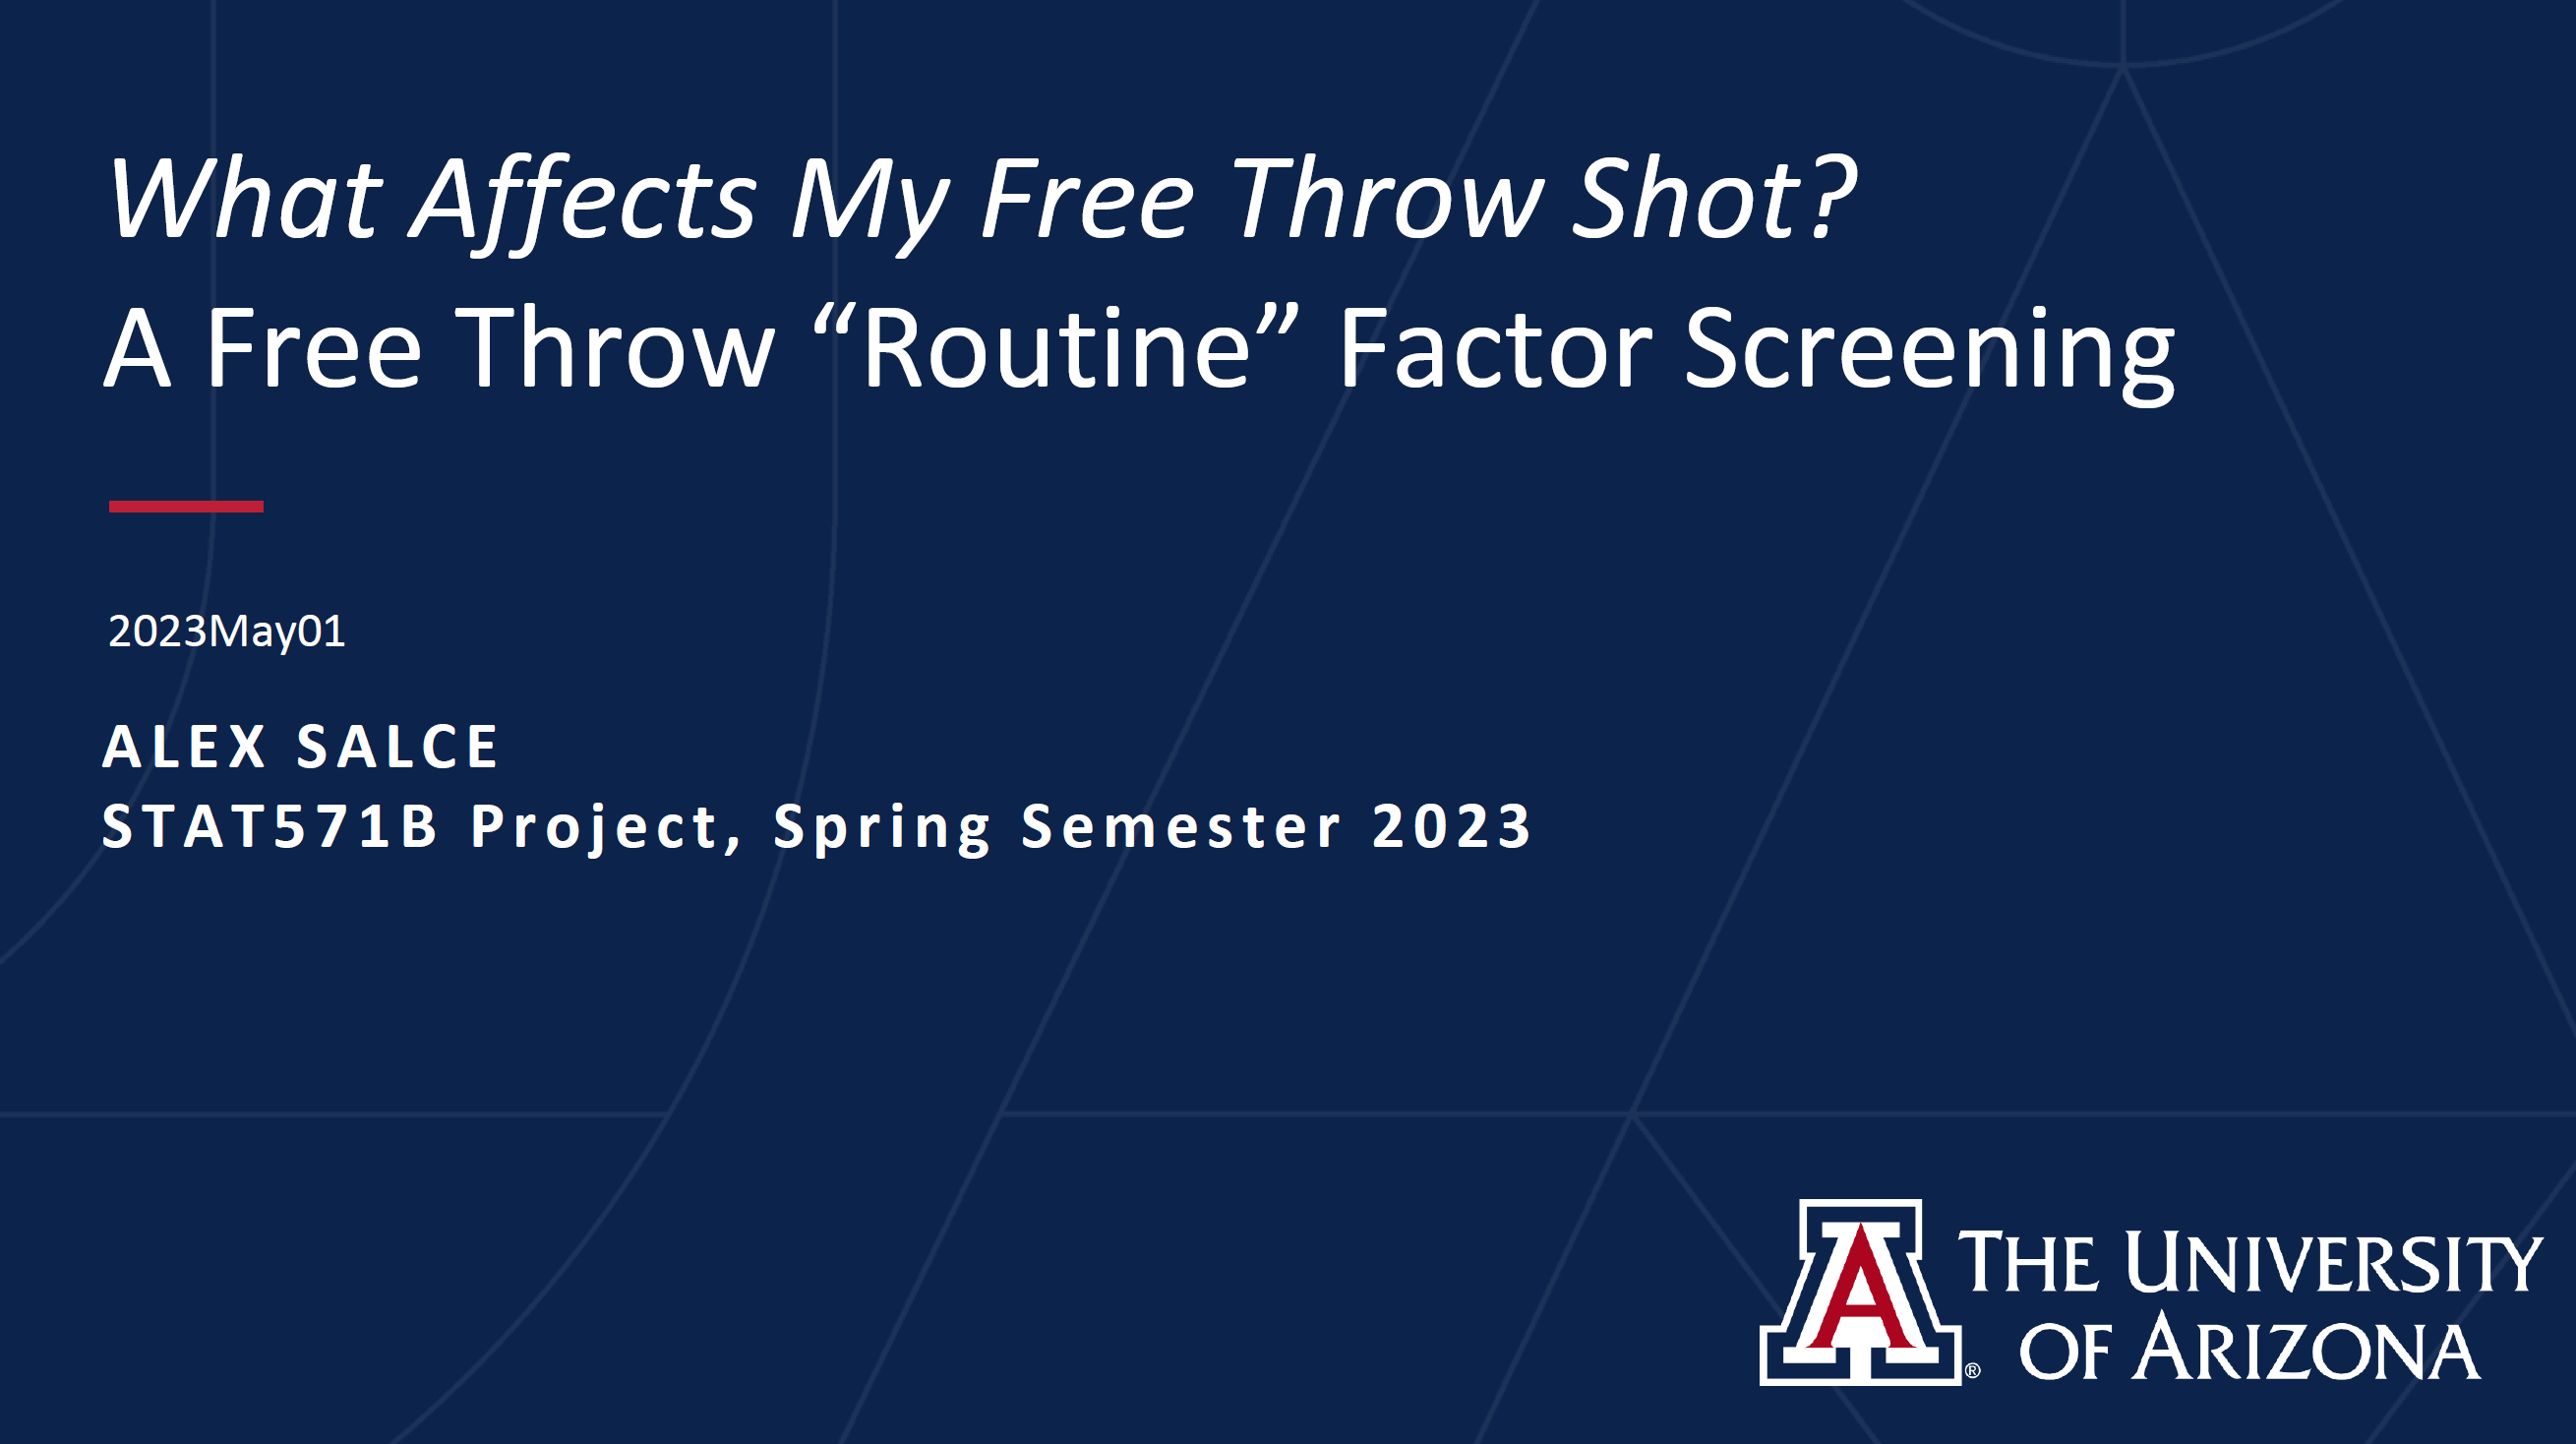 What Affects My Free Throw Shot?
A Free Throw “Routine” Factor Screening
2023May01
ALEX SALCE
STAT571B Project, Spring Semester 2023
A
®
THE UNIVERSITY
OF ARIZONA